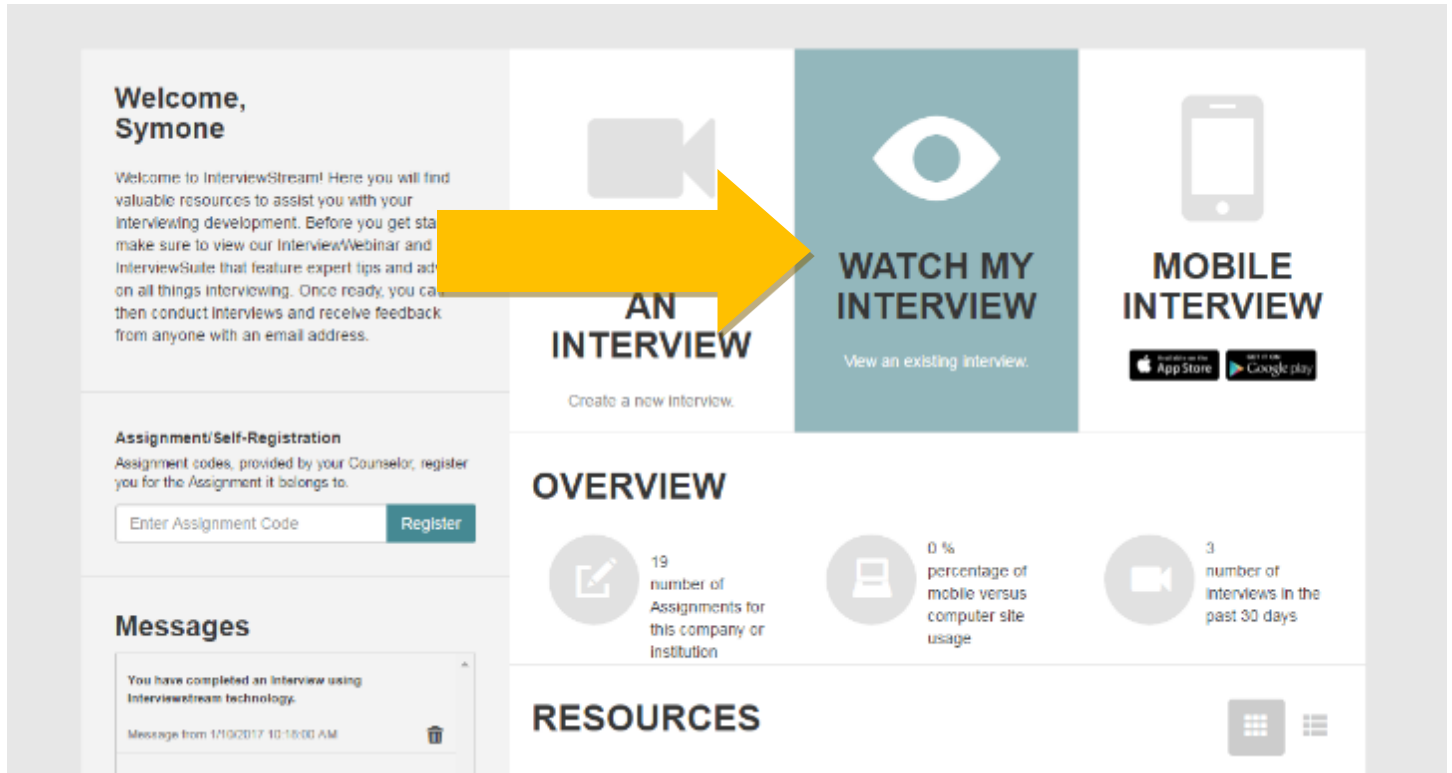 Welcome,
Symone
Welcome to InterviewStream! Here you will find
valuable resources to assist you with your
interviewing development. Before you get sta
make sure to view our InterviewWebinar and
InterviewSuite that feature expert tips and ad
on all things interviewing. Once ready, you ca
then conduct interviews and receive feedback
from anyone with an email address.
Assignment/Self-Registration
Assignment codes, provided by your Counselor, register
you for the Assignment it belongs to.
Enter Assignment Code
Register
Messages
You have completed an Interview using
Interviewstream technology.
Message from 1/10/2017 10:18:00 AM
AN
INTERVIEW
Create a new interview.
WATCH MY
INTERVIEW
View an existing interview.
MOBILE
INTERVIEW
Available on the
App Store
GET IT ON
Google play
OVERVIEW
19
number of
Assignments for
this company or
institution
0 %
percentage of
mobile versus
computer site
usage
3
number of
interviews in the
past 30 days
RESOURCES